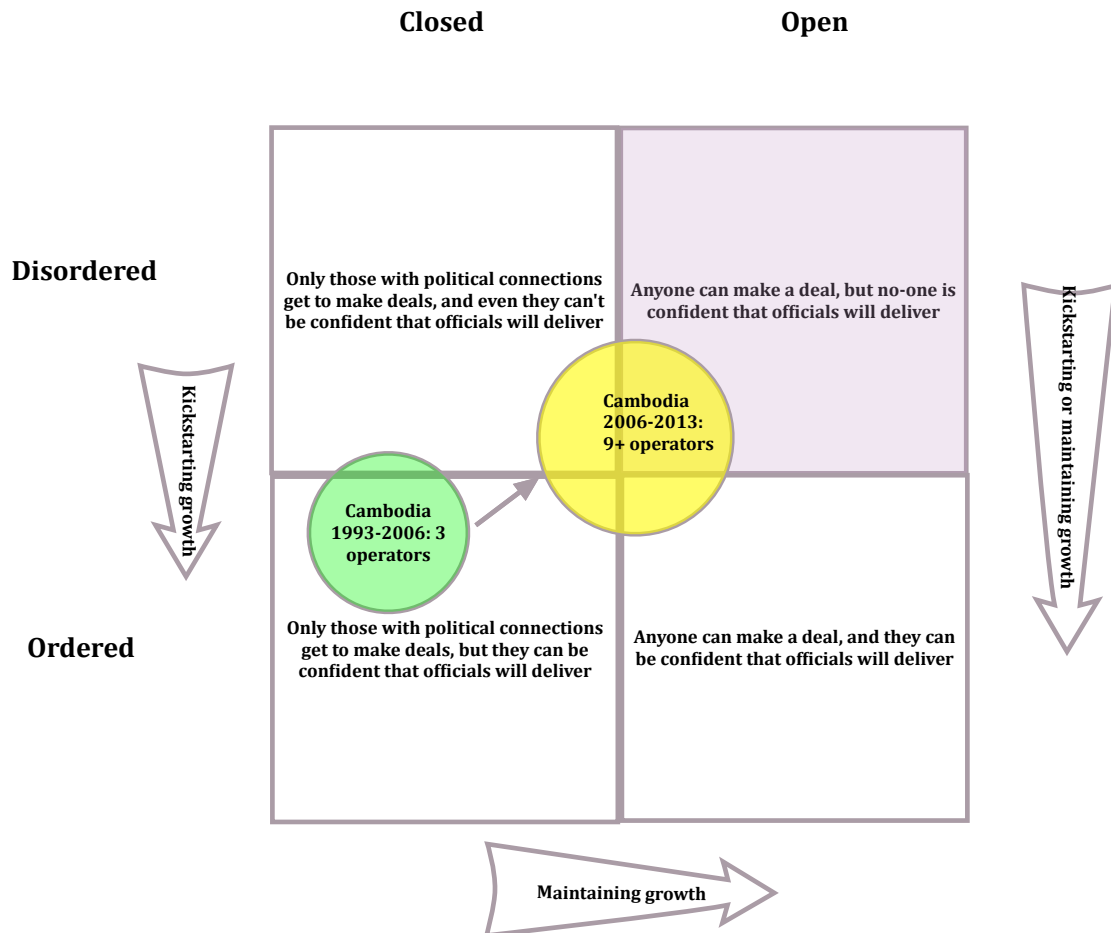 Closed
Open
Disordered
Only those with political connections
get to make deals, and even they can't
be confident that officials will deliver
Anyone can make a deal, but no-one is
confident that officials will deliver
Kickstarting growth
Kickstarting or maintaining growth
Cambodia
2006-2013:
9+ operators
Cambodia
1993-2006: 3
operators
Ordered
Only those with political connections
get to make deals, but they can be
confident that officials will deliver
Anyone can make a deal, and they can
be confident that officials will deliver
Maintaining growth